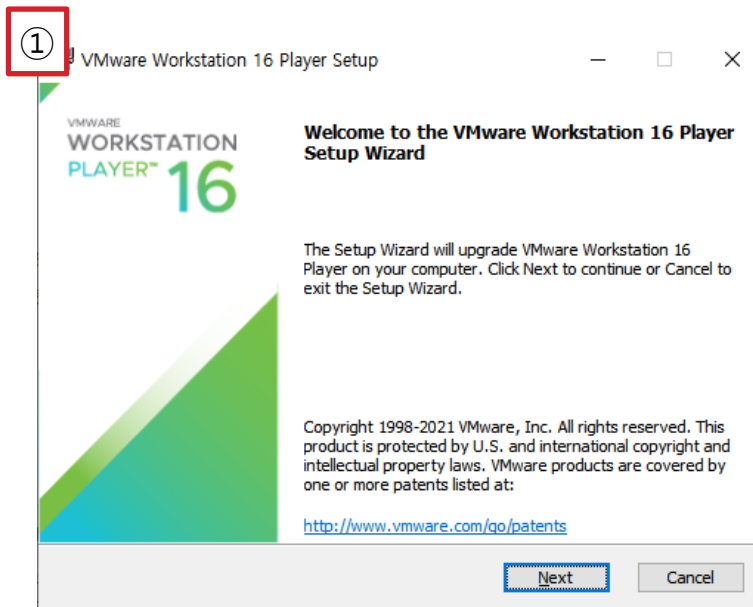 ①
VMware Workstation 16 Player Setup
VMWARE
WORKSTATION
PLAYER™ 16
Welcome to the VMware Workstation 16 Player
Setup Wizard
The Setup Wizard will upgrade VMware Workstation 16
Player on your computer. Click Next to continue or Cancel to
exit the Setup Wizard.
Copyright 1998-2021 VMware, Inc. All rights reserved. This
product is protected by U.S. and international copyright and
intellectual property laws. VMware products are covered by
one or more patents listed at:
http://www.vmware.com/go/patents
Next
Cancel